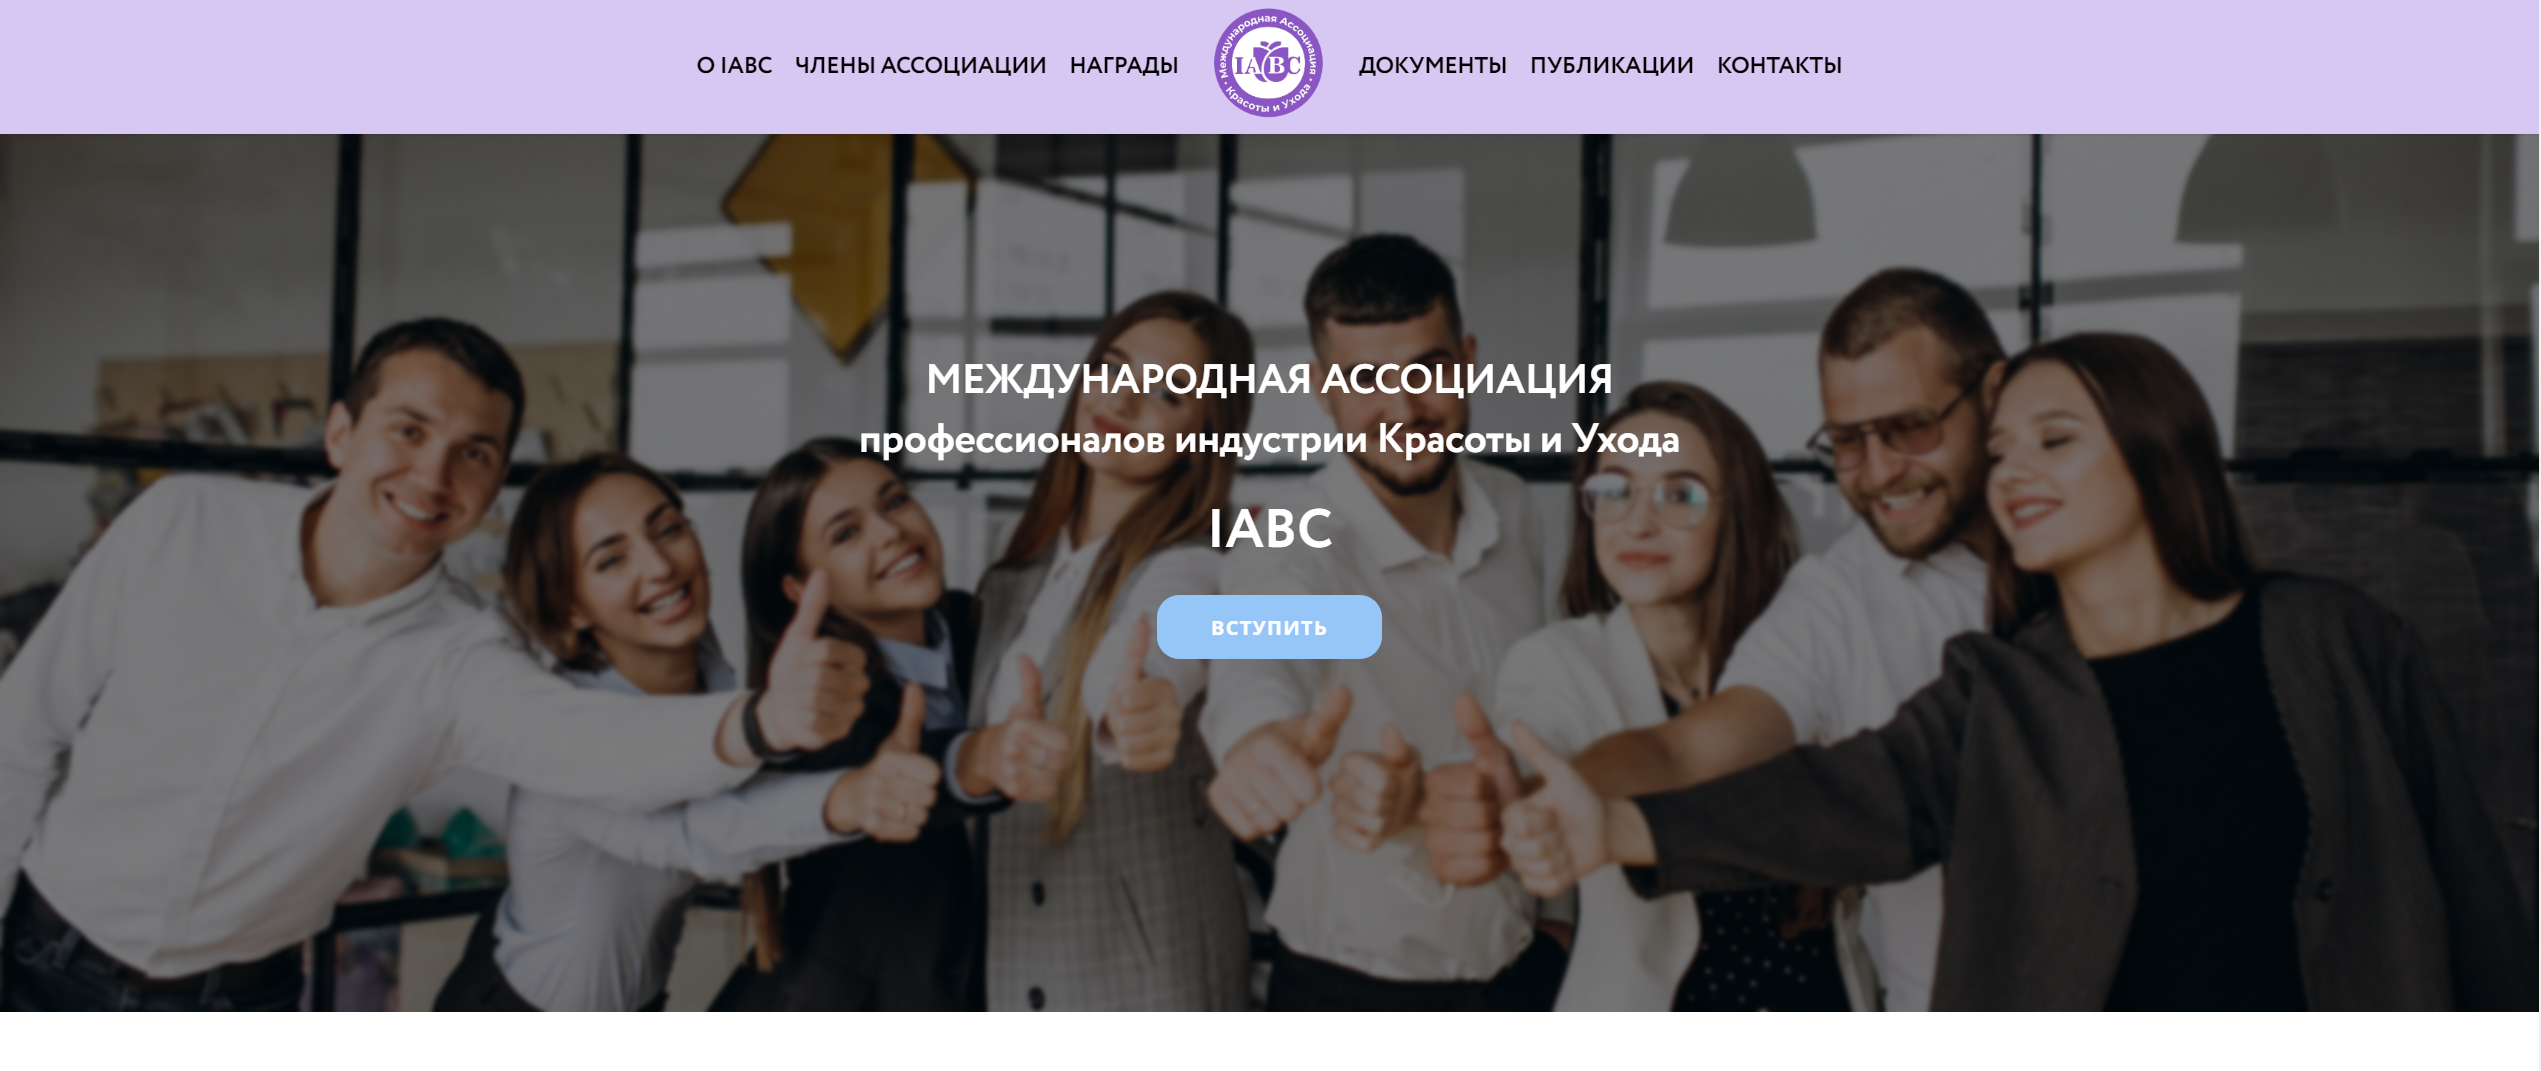 О IABC ЧЛЕНЫ АССОЦИАЦИИ НАГРАДЫ
Международная Ассоциация
IABC
Красоты и Ухода
ДОКУМЕНТЫ ПУБЛИКАЦИИ КОНТАКТЫ
МЕЖДУНАРОДНАЯ АССОЦИАЦИЯ
профессионалов индустрии Красоты и Ухода
IABC
ВСТУПИТЬ